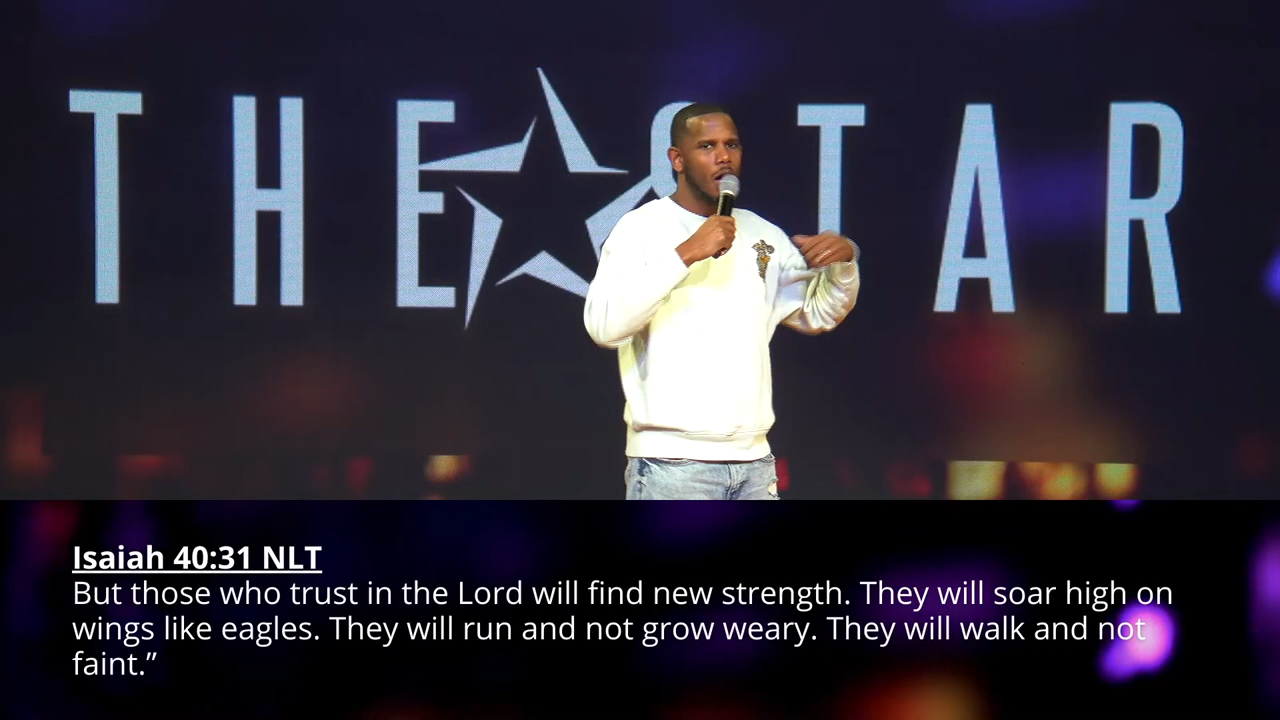 THE STAR
Isaiah 40:31 NLT
But those who trust in the Lord will find new strength. They will soar high on
wings like eagles. They will run and not grow weary. They will walk and not
faint.”